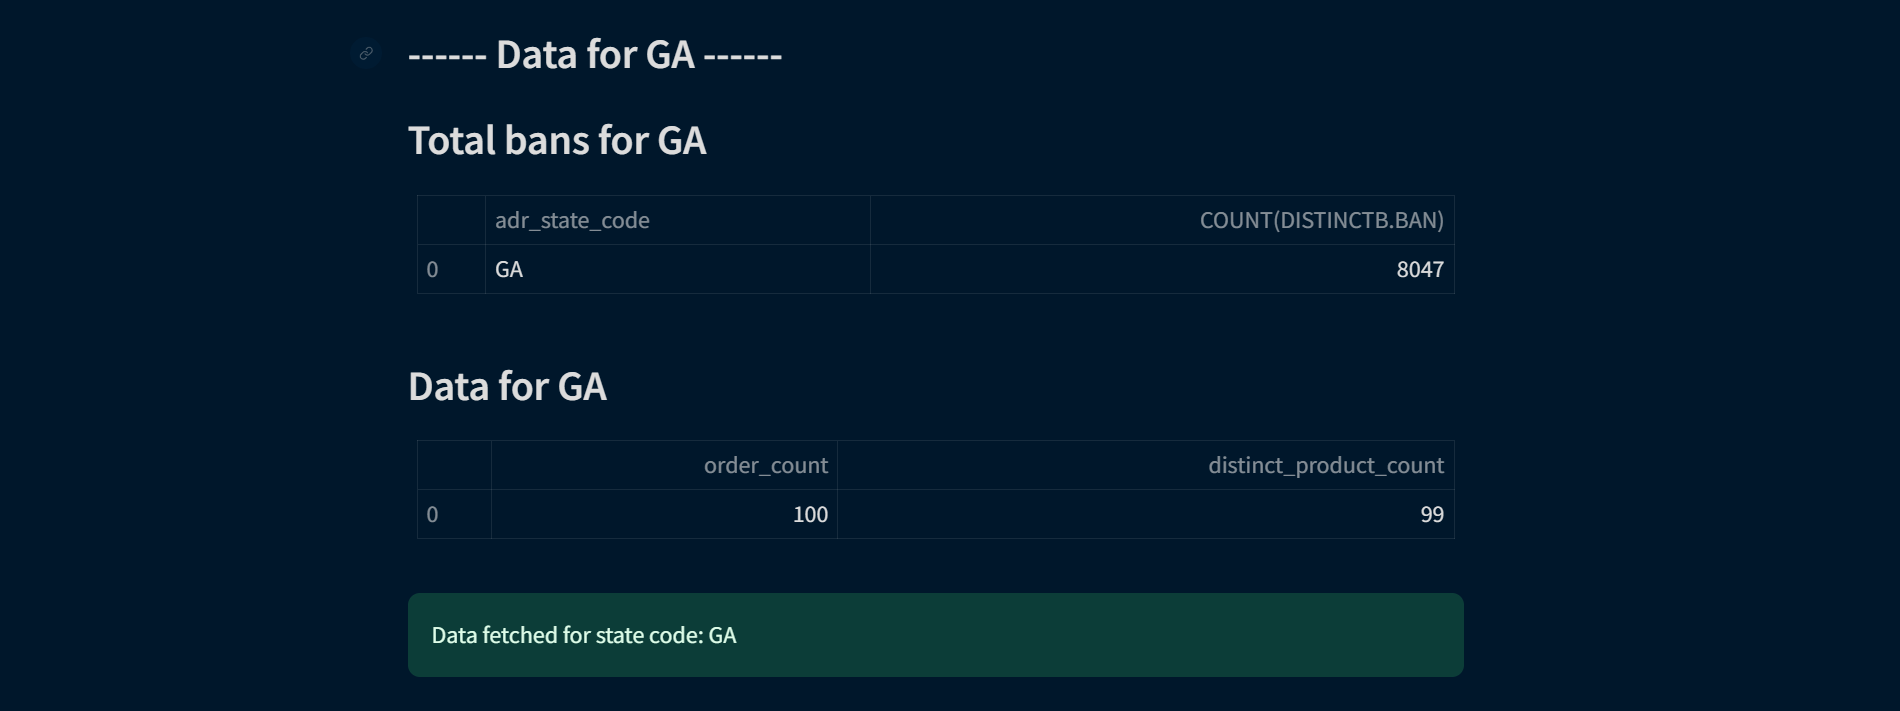 ------ Data for GA ------
Total bans for GA
adr_state_code COUNT(DISTINCTB.BAN)
0 GA 8047
Data for GA
order_count distinct_product_count
0 100 99
Data fetched for state code: GA